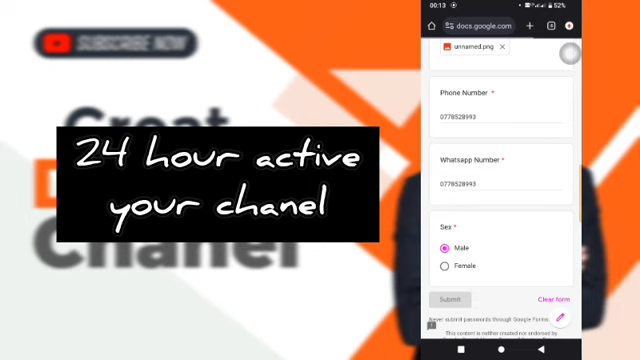 SUBSCRIBE NOW
24 hour active
your chanel
Creat
Chanel
00:13
52%
docs.google.com
unnamed.png
Phone Number *
0778528993
Whatsapp Number *
0778528993
Sex *
Male
Female
Submit
Clear form
Never submit passwords through Google Forms.
This content is neither created nor endorsed by